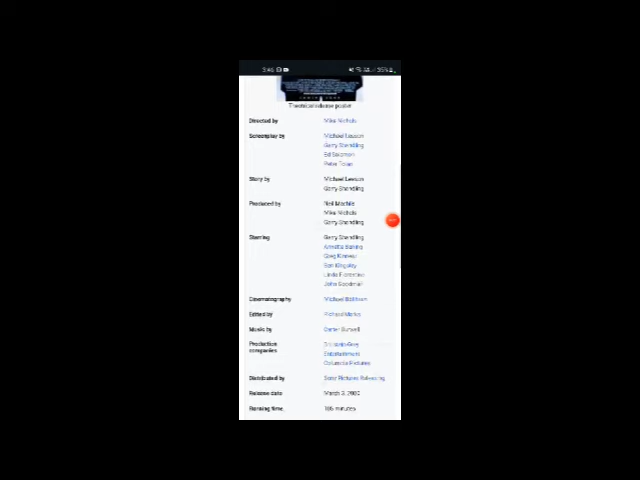 Theatrical release poster
Directed by Mike Nichols
Screenplay by Michael Leeson
Garry Shandling
Ed Solomon
Peter Tolan
Story by Michael Leeson
Garry Shandling
Produced by Neil Machlis
Mike Nichols
Garry Shandling
Starring Garry Shandling
Annette Bening
Greg Kinnear
Ben Kingsley
Linda Fiorentino
John Goodman
Cinematography Michael Ballhaus
Edited by Richard Marks
Music by Carter Burwell
Production companies
Entertainment
Columbia Pictures
Distributed by Sony Pictures Releasing
Release date March 3, 2000
Running time minutes